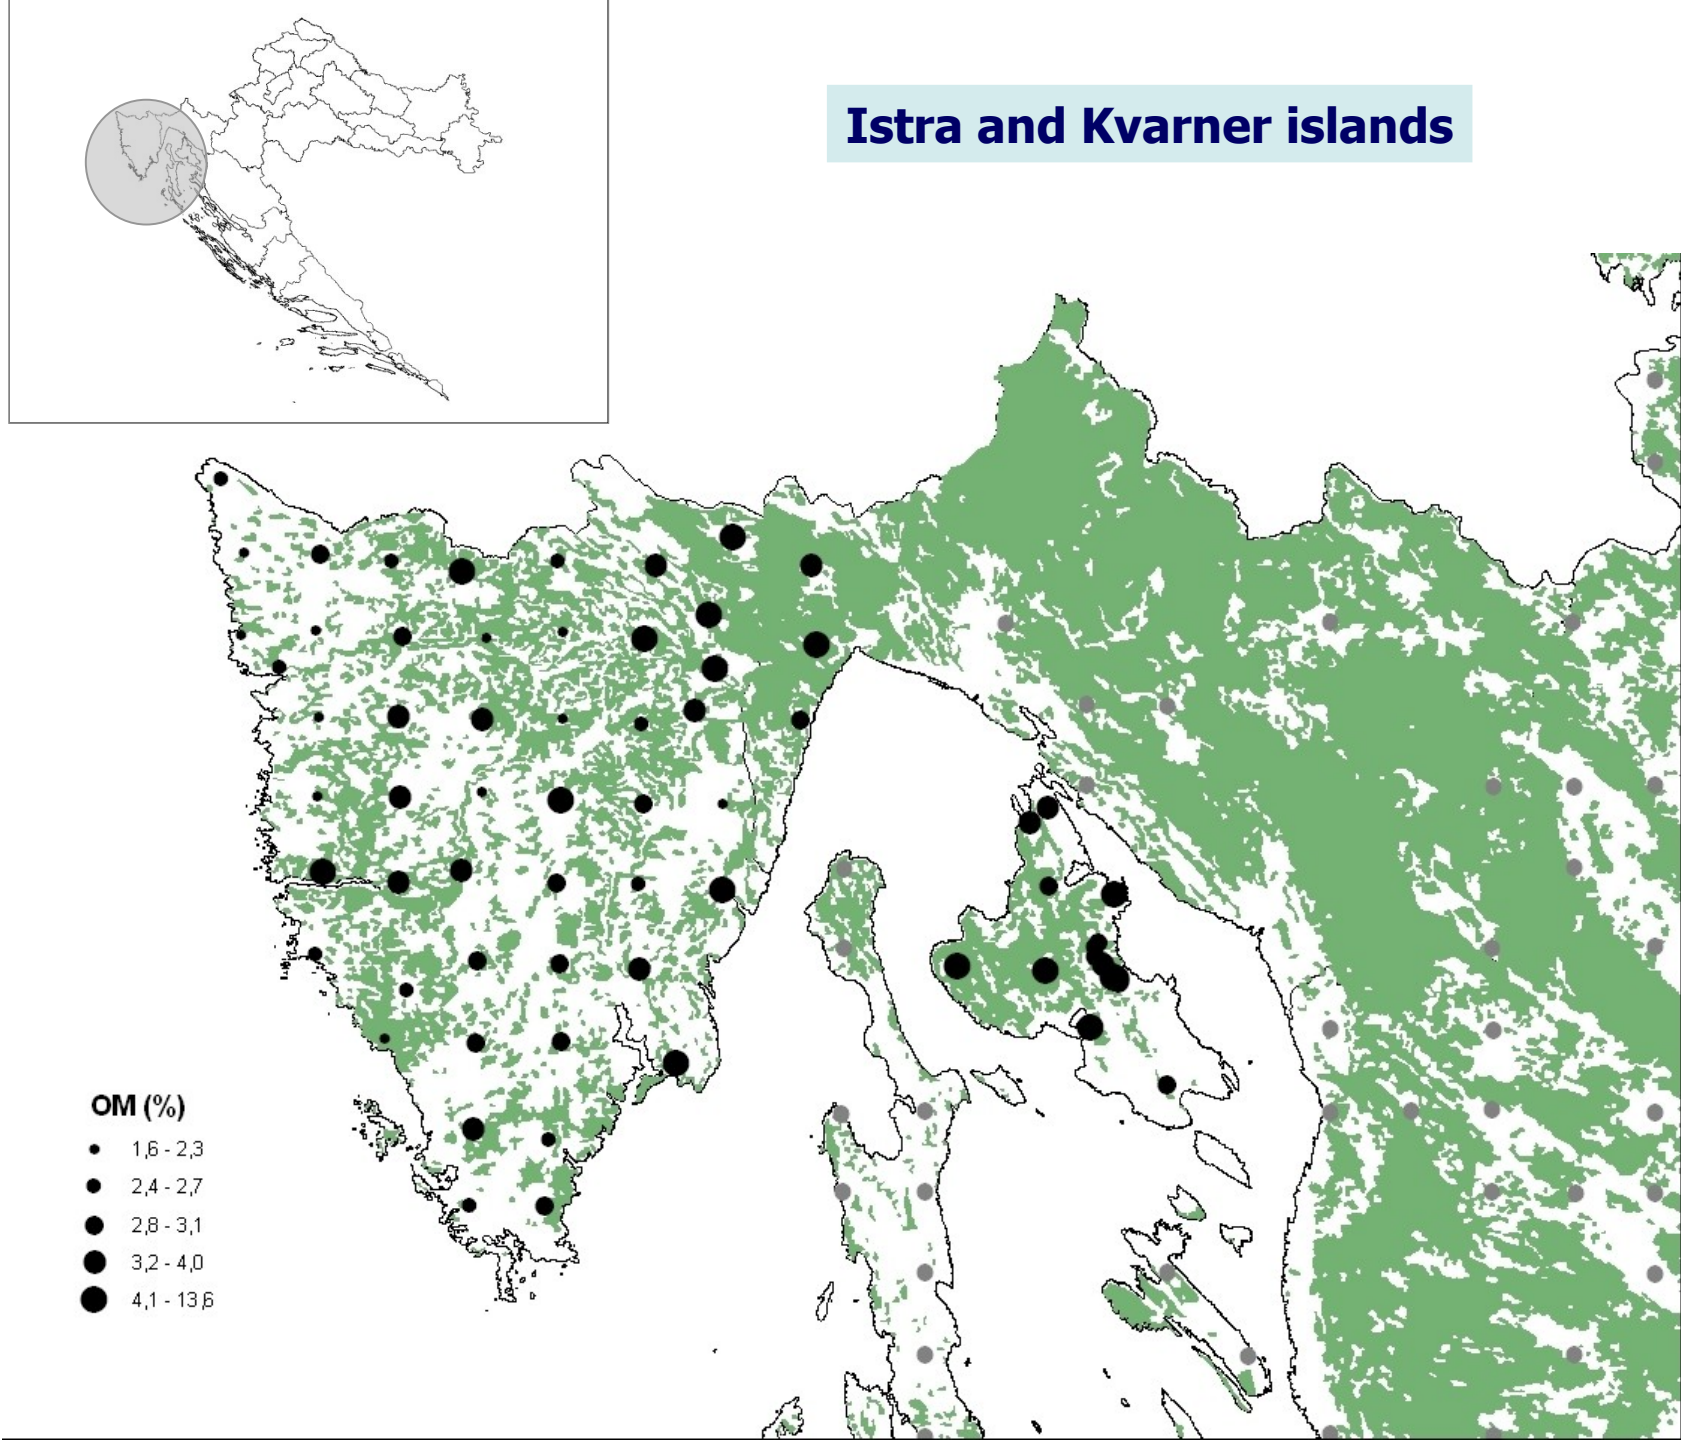 Istra and Kvarner islands
OM (%)
1,6 - 2,3
2,4 - 2,7
2,8 - 3,1
3,2 - 4,0
4,1 - 13,6